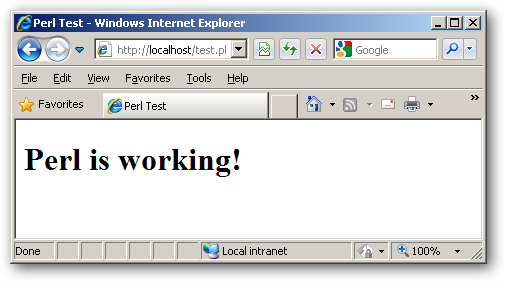 Perl Test - Windows Internet Explorer
http://localhost/test.pl
Google
File Edit View Favorites Tools Help
Favorites
Perl Test
»
Perl is working!
Done
Local intranet
100%